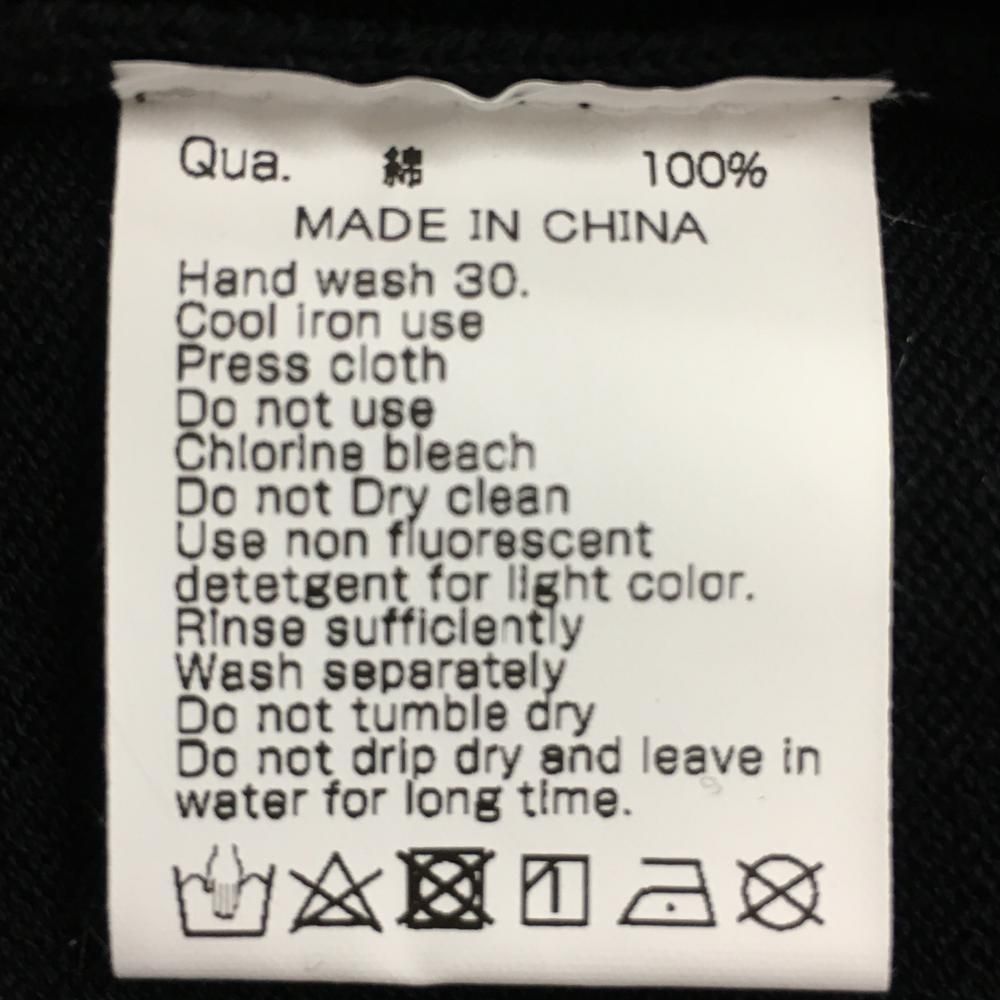 Qua. 綿 100%
MADE IN CHINA
Hand wash 30.
Cool iron use
Press cloth
Do not use
Chlorine bleach
Do not Dry clean
Use non fluorescent
detetgent for light color.
Rinse sufficiently
Wash separately
Do not tumble dry
Do not drip dry and leave in
water for long time.